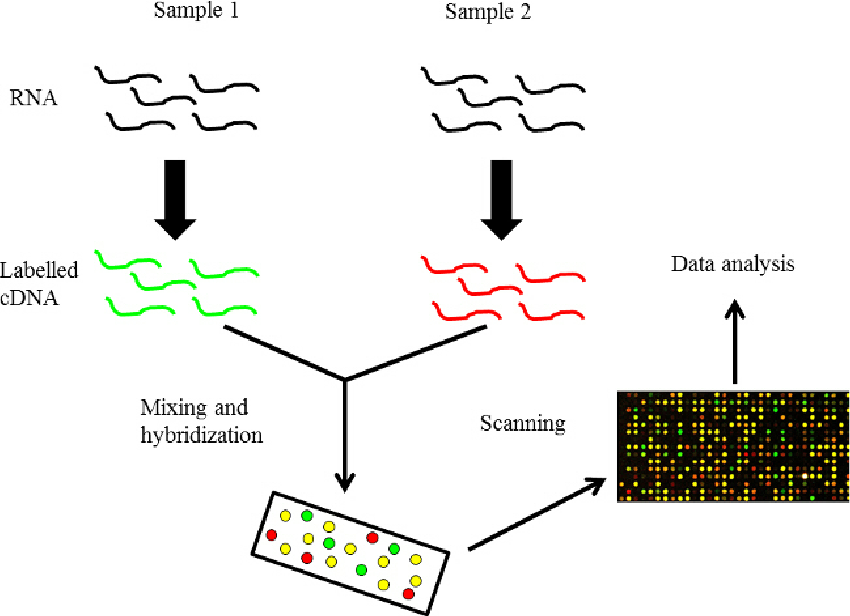 Sample 1
Sample 2
RNA
Labelled
cDNA
Data analysis
Mixing and
hybridization
Scanning